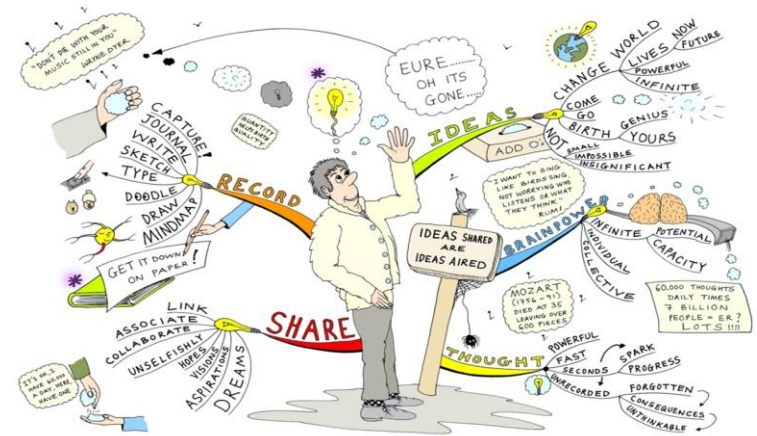 "DON'T DIE WITH YOUR
MUSIC STILL IN YOU"
WAYNE DYER
EURE.........
OH ITS
GONE.....
QUANTITY
HELPS BIRTH
QUALITY
IDEAS
ADD
CHANGE WORLD
LIVES
NOW
FUTURE
POWERFUL
INFINITE
COME
GO
BIRTH
GENIUS
YOURS
NOT
SMALL
IMPOSSIBLE
INSIGNIFICANT
RECORD
CAPTURE!
JOURNAL
WRITE
SKETCH
TYPE
DOODLE
DRAW
MINDMAP
GET IT DOWN
ON PAPER!
I WANT TO SING
LIKE BIRDS SING,
NOT WORRYING WHO
LISTENS OR WHAT
THEY THINK -
RUMI
IDEAS SHARED
ARE
IDEAS AIRED
BRAINPOWER
INFINITE
POTENTIAL
CAPACITY
INDIVIDUAL
COLLECTIVE
60,000 THOUGHTS
DAILY TIMES
7 BILLION
PEOPLE = ER?
LOTS !!!!
MOZART
(1756-91)
DIED AT 35
LEAVING OVER
600 PIECES
SHARE
LINK
ASSOCIATE
COLLABORATE
UNSELFISHLY
HOPES
VISIONS
ASPIRATIONS
DREAMS
IT'S OK, I
HAVE 60,000
A DAY. HERE,
HAVE ONE
THOUGHT
POWERFUL
FAST
SECONDS
SPARK
PROGRESS
UNRECORDED
FORGOTTEN
CONSEQUENCES
UNTHINKABLE